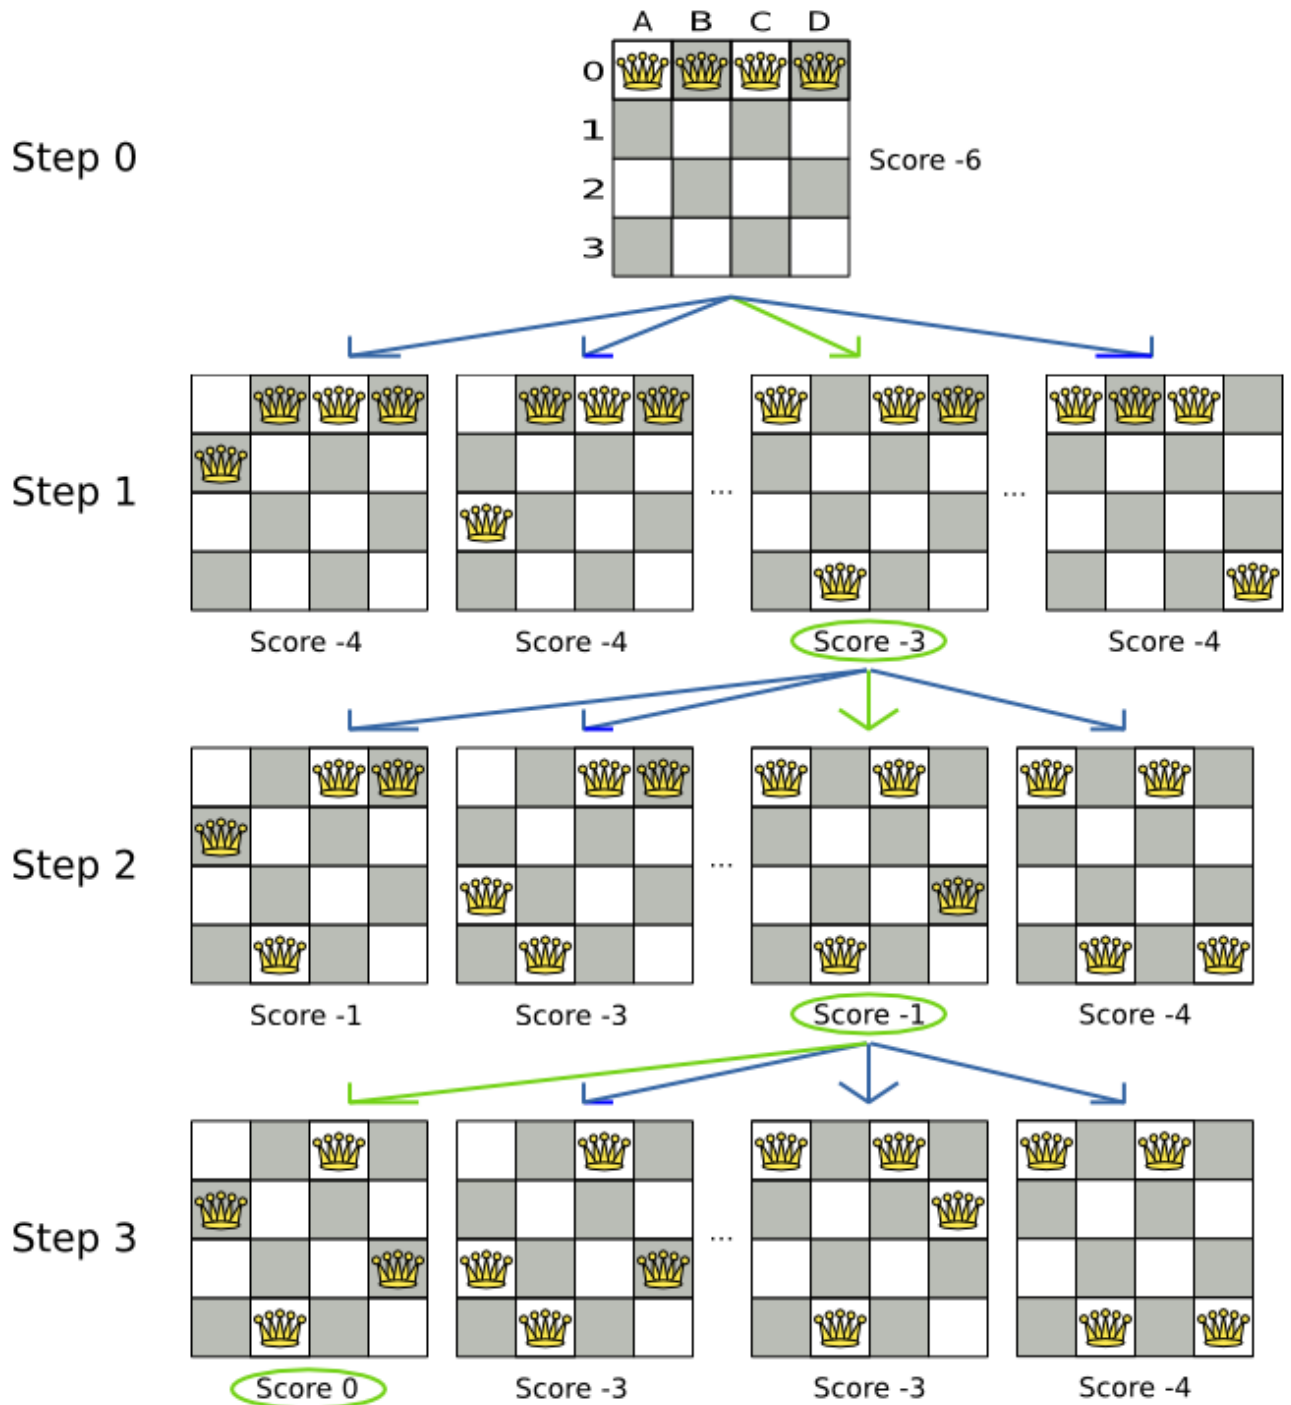 A B C D
0
1
Step 0 Score -6
2
3
... ...
Step 1
Score -4 Score -4 Score -3 Score -4
...
Step 2
Score -1 Score -3 Score -1 Score -4
...
Step 3
Score 0 Score -3 Score -3 Score -4